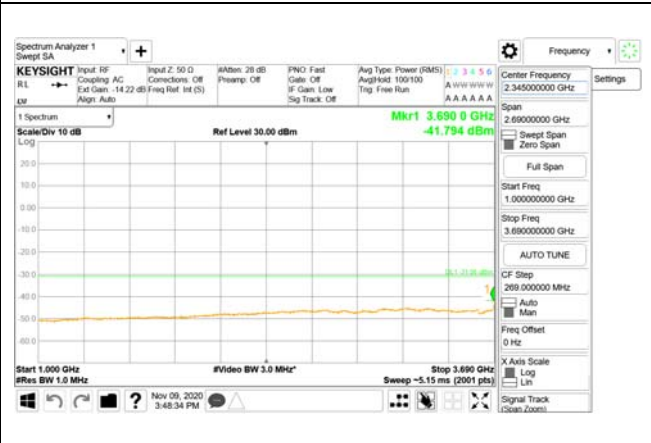 Spectrum Analyzer 1
Swept SA
+
Frequency
KEYSIGHT
RL
Input: RF
Coupling: AC
Ext Gain: -14.22 dB
Align: Auto
Input Z: 50 Ω
Corrections: Off
Freq Ref: Int (S)
#Atten: 28 dB
Preamp: Off
PNO: Fast
Gate: Off
IF Gain: Low
Sig Track: Off
Avg Type: Power (RMS)
Avg|Hold: 100/100
Trig: Free Run
1 2 3 4 5 6
A W W W W W
A A A A A A
1 Spectrum
Scale/Div 10 dB
Log
Ref Level 30.00 dBm
Mkr1 3.690 0 GHz
-41.794 dBm
20.0
10.0
0.00
-10.0
-20.0
-30.0
-40.0
-50.0
-60.0
1
Start 1.000 GHz
#Res BW 1.0 MHz
#Video BW 3.0 MHz*
Stop 3.690 GHz
Sweep ~5.15 ms (2001 pts)
Nov 09, 2020
3:48:34 PM
Center Frequency
2.345000000 GHz
Settings
Span
2.69000000 GHz
Swept Span
Zero Span
Full Span
Start Freq
1.000000000 GHz
Stop Freq
3.690000000 GHz
AUTO TUNE
CF Step
269.000000 MHz
Auto
Man
Freq Offset
0 Hz
X Axis Scale
Log
Lin
Signal Track
(Span Zoom)